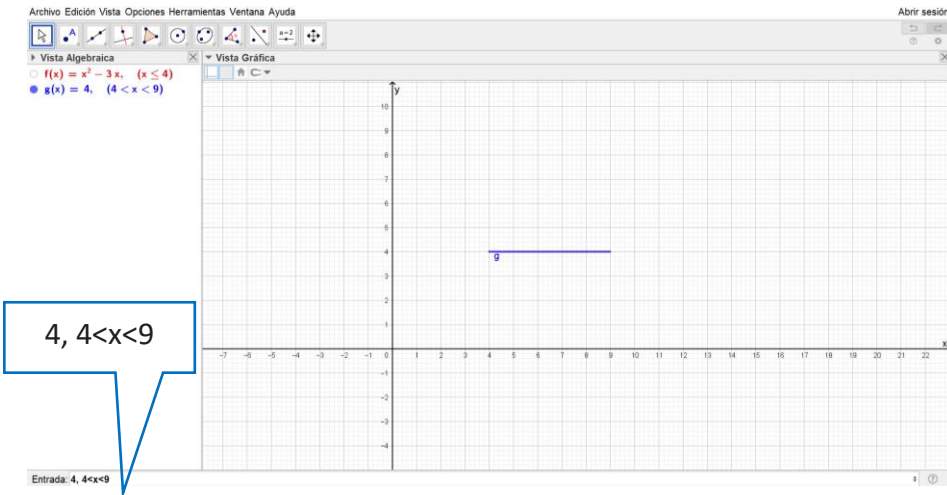 Archivo Edición Vista Opciones Herramientas Ventana Ayuda
Abrir sesión
A
a=2
Vista Algebraica
Vista Gráfica
f(x) = x² − 3 x, (x ≤ 4)
g(x) = 4, (4 < x < 9)
y
10
9
8
7
6
5
4
3
2
1
g
4, 4<x<9
x
-7 -6 -5 -4 -3 -2 -1 0 1 2 3 4 5 6 7 8 9 10 11 12 13 14 15 16 17 18 19 20 21 22
-1
-2
-3
-4
Entrada: 4, 4<x<9